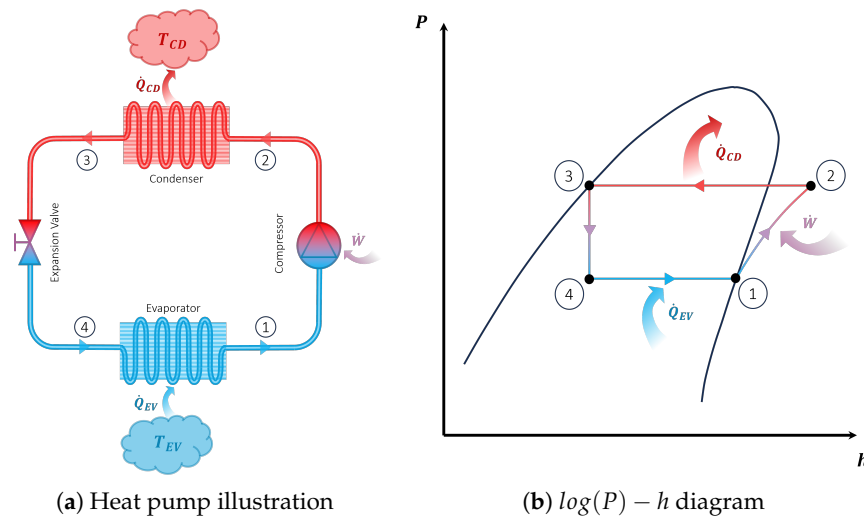 T_CD
Q̇_CD
3
2
Condenser
Expansion Valve
Compressor
Ẇ
Evaporator
4
1
Q̇_EV
T_EV
(a) Heat pump illustration
P
3
Q̇_CD
2
Ẇ
4
1
Q̇_EV
h
(b) log(P) − h diagram